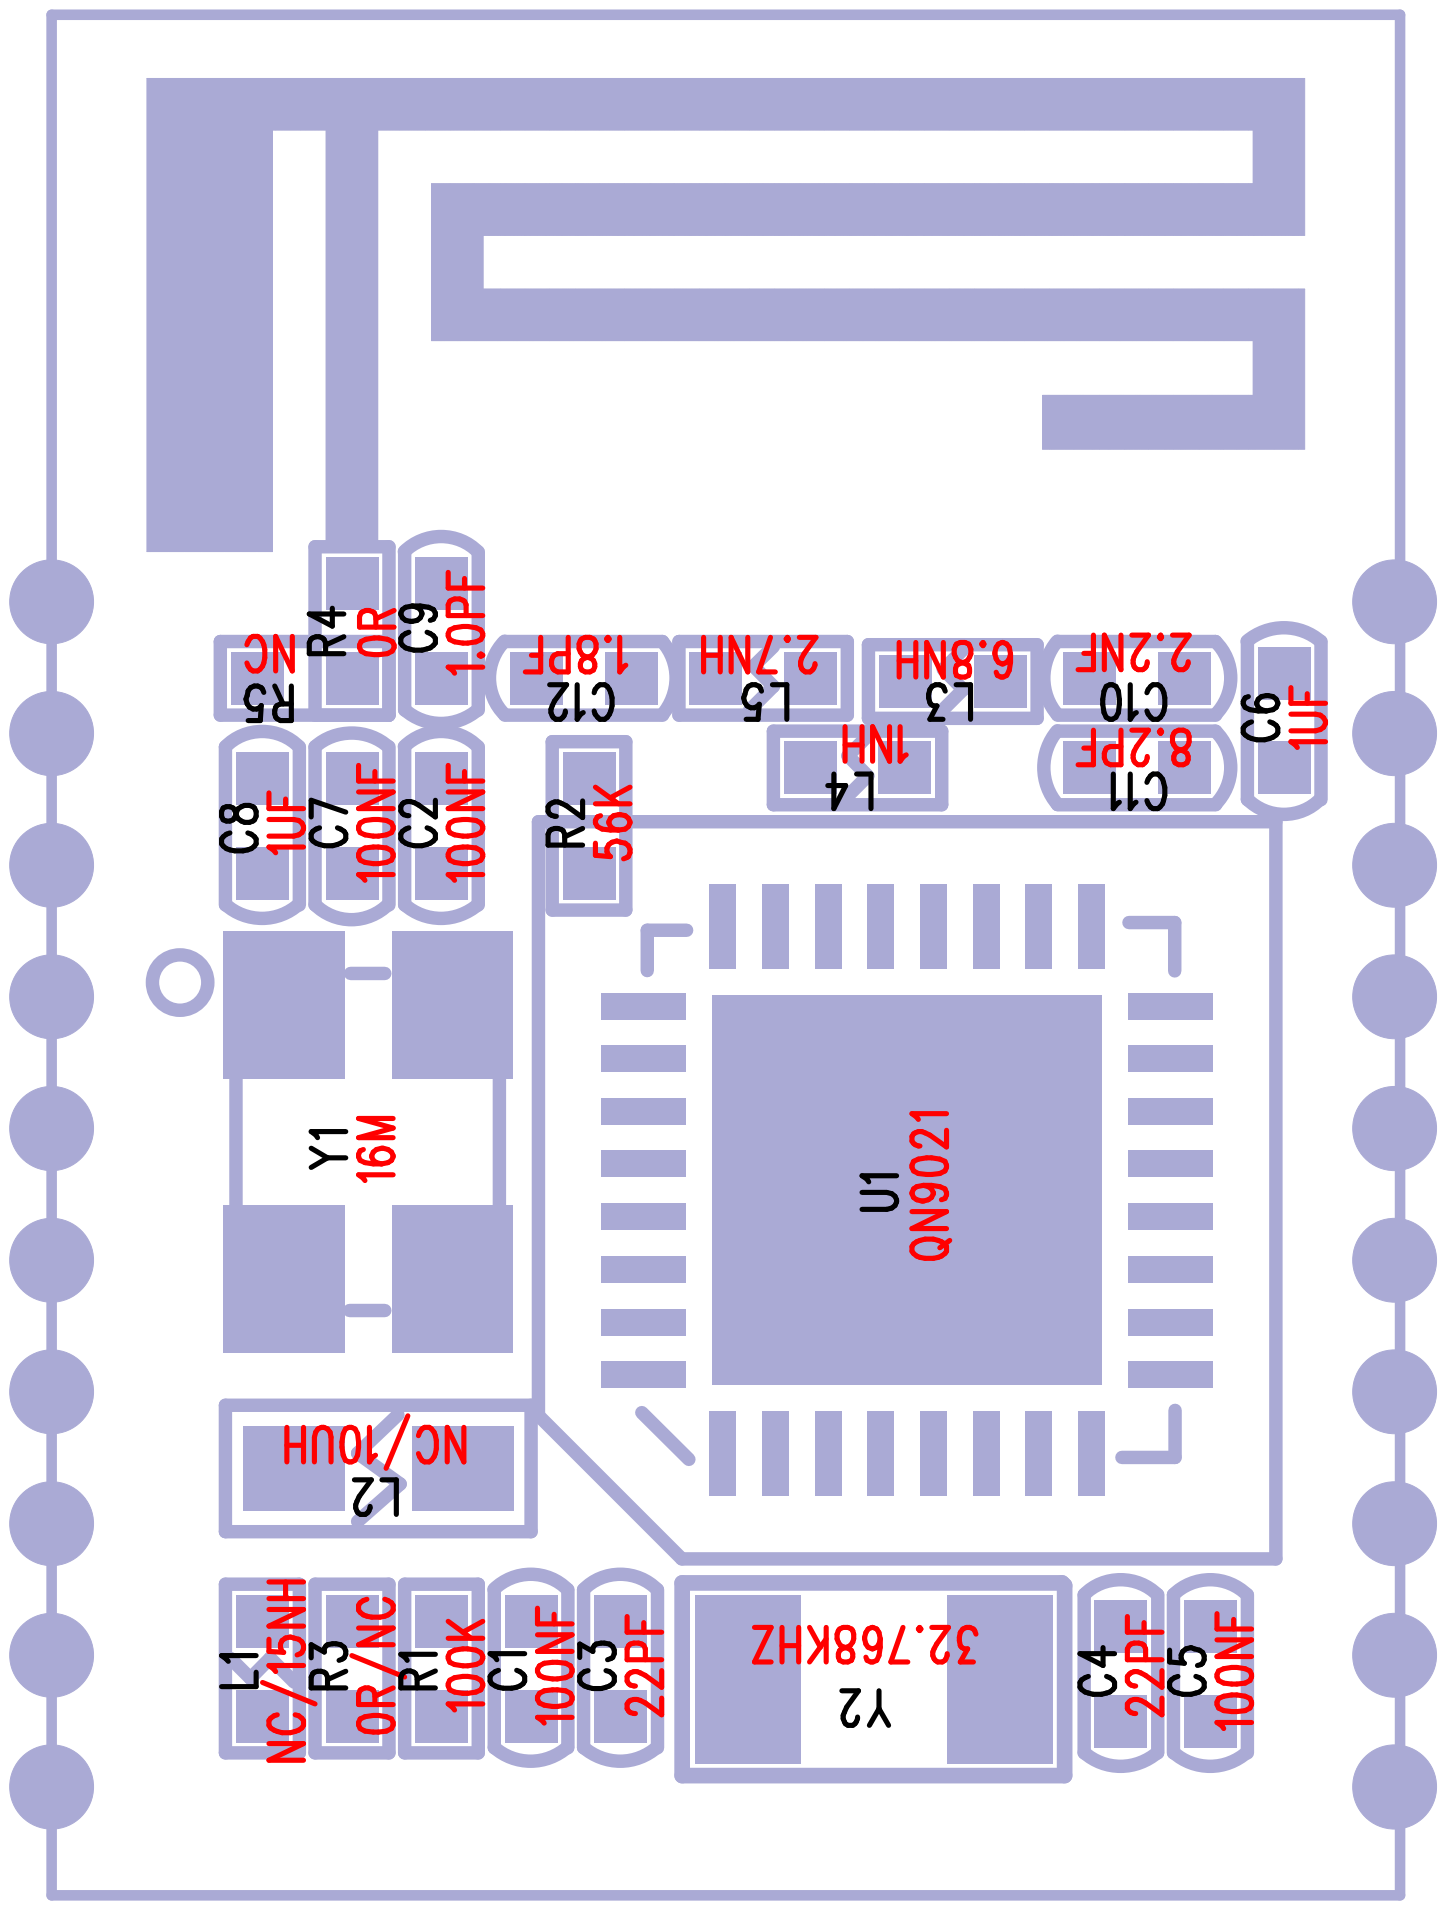 R4
0R
C9
1.0PF
NC
R5
1.8PF
C12
2.7NH
L5
6.8NH
L3
2.2NF
C10
C6
1UF
1NH
L4
8.2PF
C11
C8
1UF
C7
100NF
C2
100NF
R2
56K
Y1
16M
U1
QN9021
NC/10UH
L2
L1
NC/15NH
R3
0R/NC
R1
100K
C1
100NF
C3
22PF
32.768KHZ
Y2
C4
22PF
C5
100NF